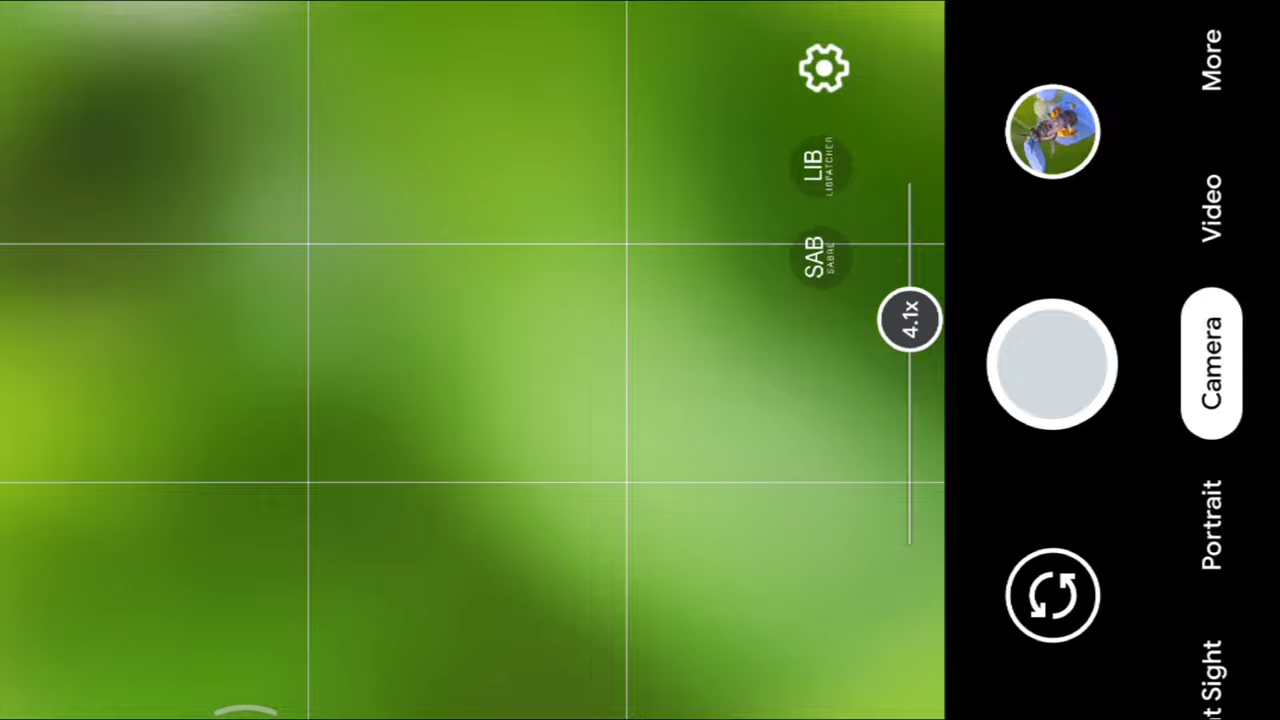 More
Video
Camera
Portrait
t Sight
LIB
LIBPATCHER
SAB
SABRE
4.1x